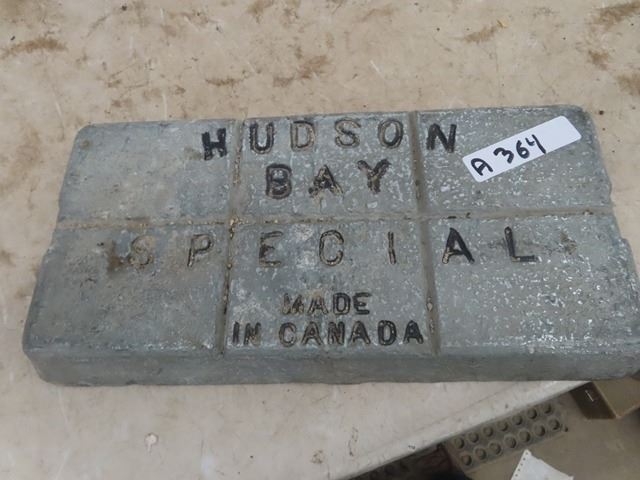 HUDSON
BAY
SPECIAL
MADE
IN CANADA
A 364